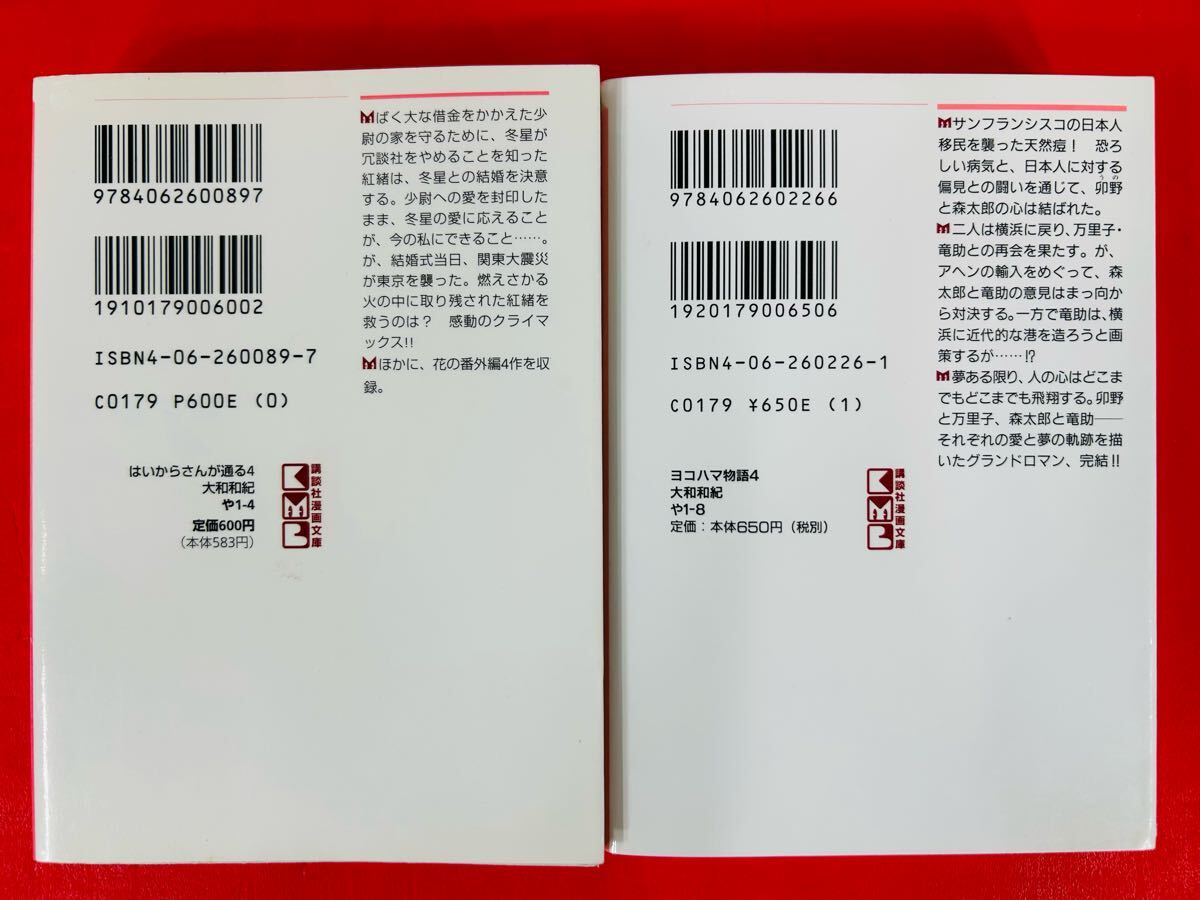 9784062600897
1910179006002
ISBN4-06-260089-7
C0179 P600E (0)
ばく大な借金をかかえた少
尉の家を守るために、冬星が
冗談社をやめることを知った
紅緒は、冬星との結婚を決意
する。少尉への愛を封印した
まま、冬星の愛に応えること
が、今の私にできること……。
が、結婚式当日、関東大震災
が東京を襲った。燃えさかる
火の中に取り残された紅緒を
救うのは? 感動のクライマ
ックス!!
ほかに、花の番外編4作を収
録。
はいからさんが通る4
大和和紀
や1-4
定価600円
(本体583円)
KMB
講談社漫画文庫
9784062602266
1920179006506
ISBN4-06-260226-1
C0179 ¥650E (1)
サンフランシスコの日本人
移民を襲った天然痘! 恐ろ
しい病気と、日本人に対する
偏見との闘いを通じて、卯野
うの
と森太郎の心は結ばれた。
二人は横浜に戻り、万里子・
竜助との再会を果たす。が、
アヘンの輸入をめぐって、森
太郎と竜助の意見はまっ向か
ら対決する。一方で竜助は、横
浜に近代的な港を造ろうと画
策するが……!?
夢ある限り、人の心はどこま
でもどこまでも飛翔する。卯野
と万里子、森太郎と竜助──
それぞれの愛と夢の軌跡を描
いたグランドロマン、完結!!
ヨコハマ物語4
大和和紀
や1-8
定価:本体650円(税別)
KMB
講談社漫画文庫